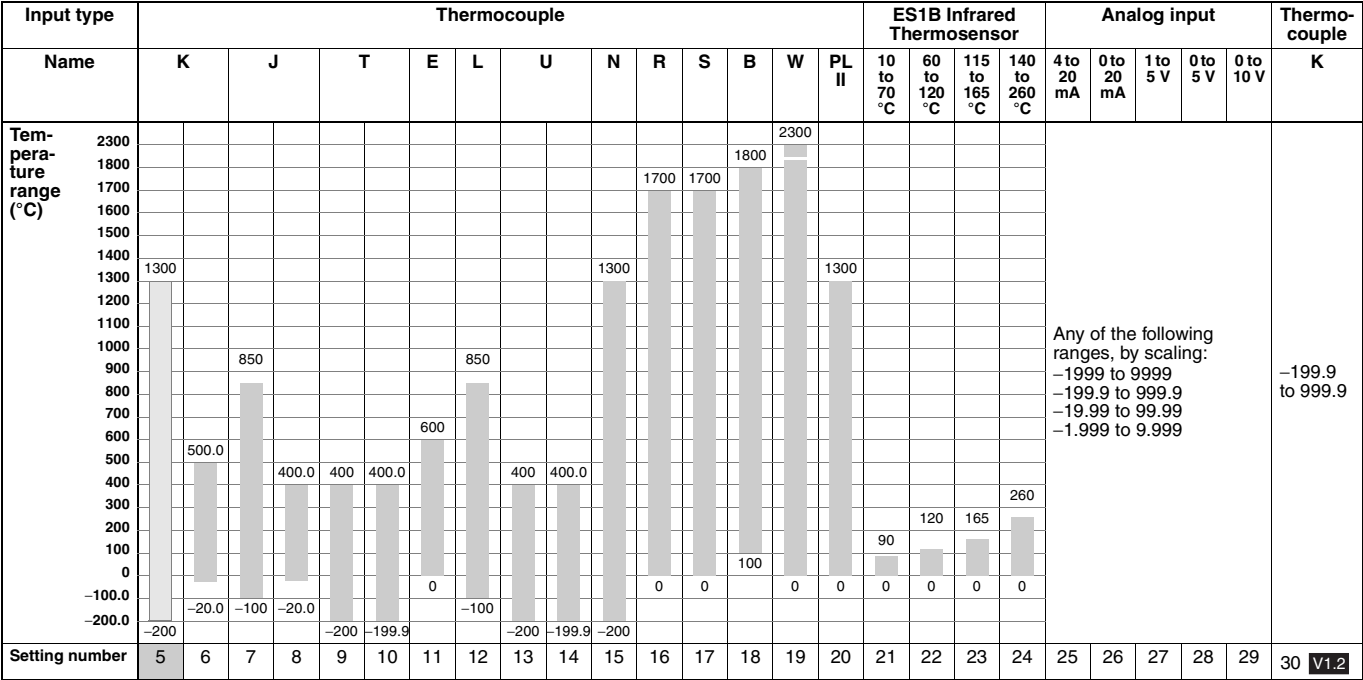 Input type Thermocouple ES1B Infrared Thermosensor Analog input Thermo-couple
Name K J T E L U N R S B W PL II 10 to 70 °C 60 to 120 °C 115 to 165 °C 140 to 260 °C 4 to 20 mA 0 to 20 mA 1 to 5 V 0 to 5 V 0 to 10 V K
Tem-
pera-
ture
range
(°C)
2300
1800
1700
1600
1500
1400
1300
1200
1100
1000
900
800
700
600
500
400
300
200
100
0
−100.0
−200.0
2300
1800
1700 1700
1300 1300 1300
850 850
600
500.0
400.0 400 400.0 400 400.0
260
120 165
90
100
0 0 0 0 0 0 0 0 0
−20.0 −100 −20.0 −100
−200 −200 −199.9 −200 −199.9 −200
Any of the following
ranges, by scaling:
−1999 to 9999
−199.9 to 999.9
−19.99 to 99.99
−1.999 to 9.999
−199.9
to 999.9
Setting number 5 6 7 8 9 10 11 12 13 14 15 16 17 18 19 20 21 22 23 24 25 26 27 28 29 30 V1.2